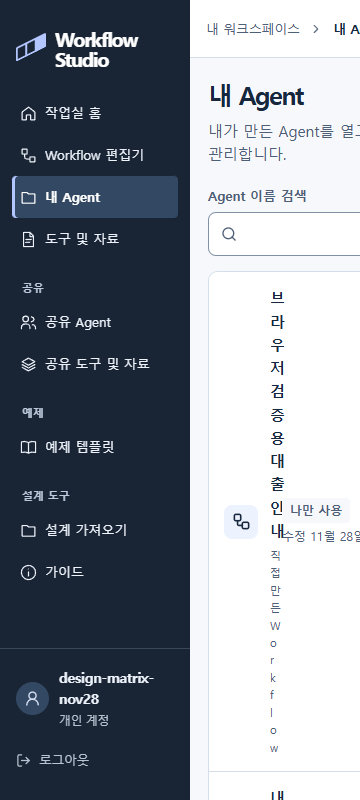 Workflow
Studio
작업실 홈
Workflow 편집기
내 Agent
도구 및 자료
공유
공유 Agent
공유 도구 및 자료
예제
예제 템플릿
설계 도구
설계 가져오기
가이드
design-matrix-
nov28
개인 계정
로그아웃
내 워크스페이스 > 내 A
내 Agent
내가 만든 Agent를 열고
관리합니다.
Agent 이름 검색
브
라
우
저
검
증
용
대
출
안
내
직
접
만
든
W
o
r
k
f
l
o
w
나만 사용
수정 11월 28일
내